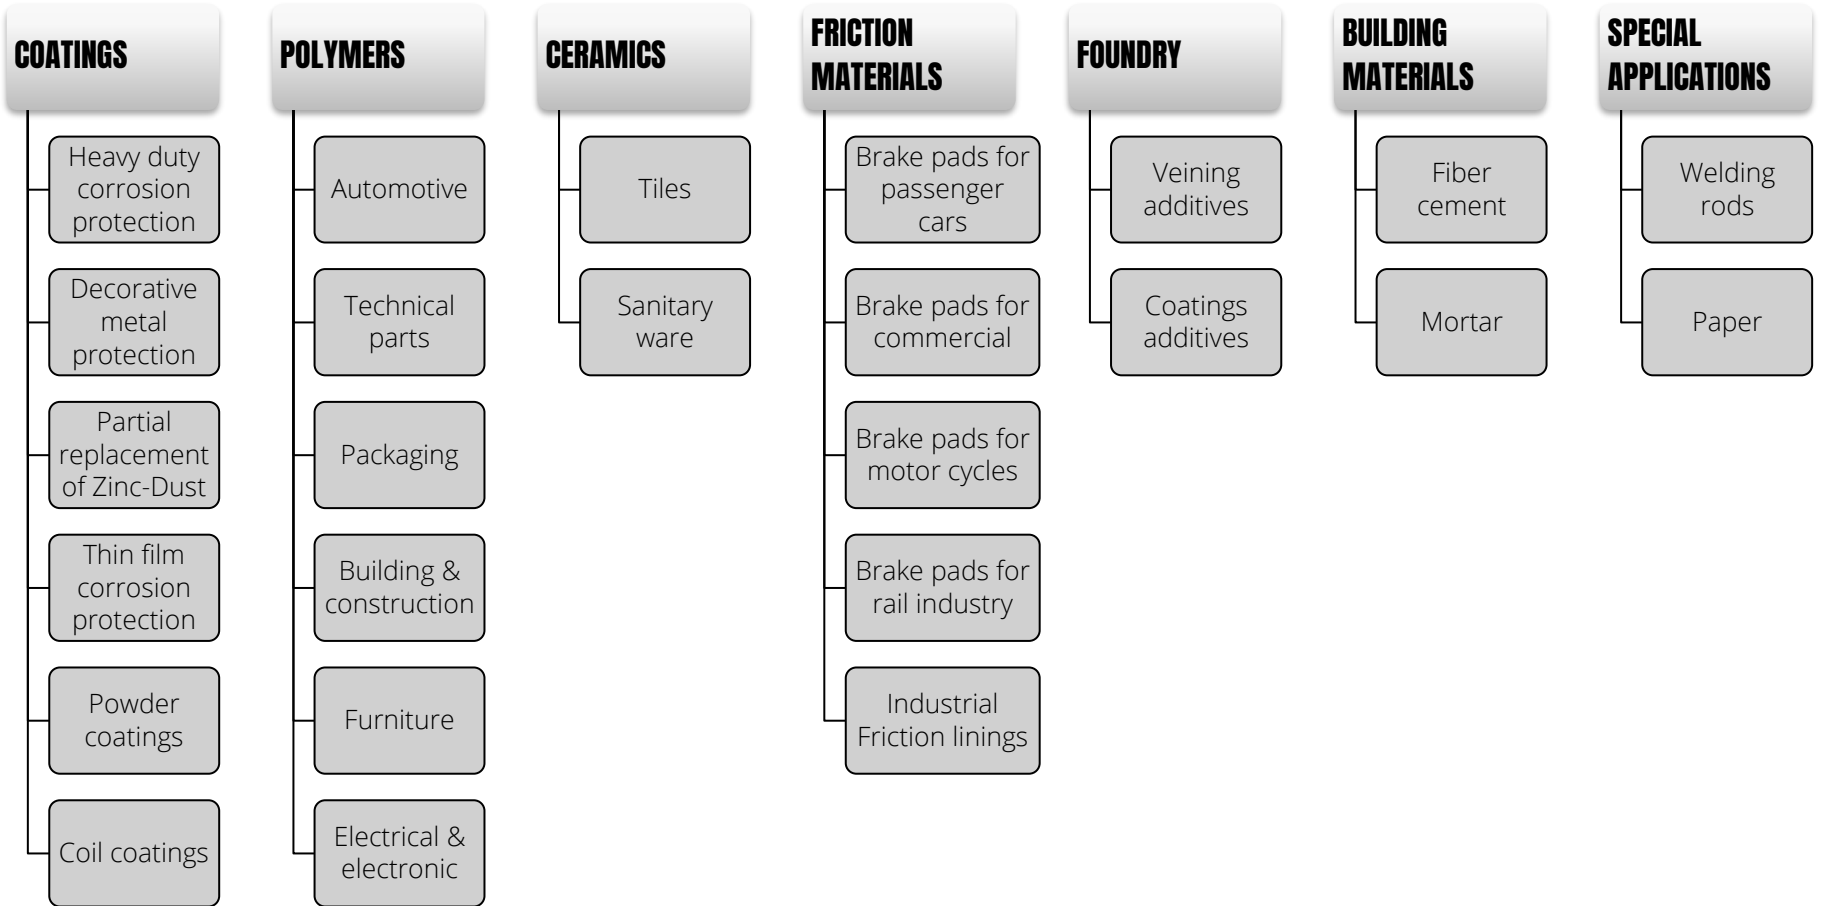 COATINGS
Heavy duty
corrosion
protection
Decorative
metal
protection
Partial
replacement
of Zinc-Dust
Thin film
corrosion
protection
Powder
coatings
Coil coatings
POLYMERS
Automotive
Technical
parts
Packaging
Building &
construction
Furniture
Electrical &
electronic
CERAMICS
Tiles
Sanitary
ware
FRICTION
MATERIALS
Brake pads for
passenger
cars
Brake pads for
commercial
Brake pads for
motor cycles
Brake pads for
rail industry
Industrial
Friction linings
FOUNDRY
Veining
additives
Coatings
additives
BUILDING
MATERIALS
Fiber
cement
Mortar
SPECIAL
APPLICATIONS
Welding
rods
Paper